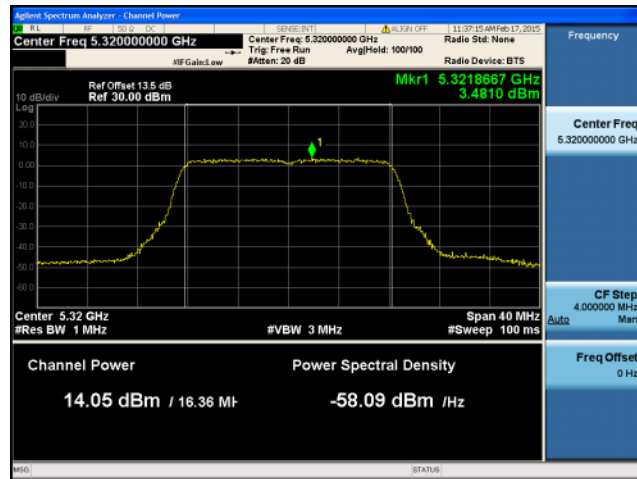 Agilent Spectrum Analyzer - Channel Power
RL RF 50 Ω DC SENSE:INT ALIGN OFF 11:37:15 AM Feb 17, 2015
Center Freq 5.320000000 GHz
Center Freq: 5.320000000 GHz
Radio Std: None
Trig: Free Run Avg|Hold: 100/100
#IFGain:Low #Atten: 20 dB Radio Device: BTS
Frequency
Mkr1 5.3218667 GHz
3.4810 dBm
Ref Offset 13.5 dB
10 dB/div Ref 30.00 dBm
Log
20.0
10.0
0.00
-10.0
-20.0
-30.0
-40.0
-50.0
-60.0
1
Center 5.32 GHz Span 40 MHz
#Res BW 1 MHz #VBW 3 MHz #Sweep 100 ms
Channel Power Power Spectral Density
14.05 dBm / 16.36 MH -58.09 dBm /Hz
Center Freq
5.320000000 GHz
CF Step
4.000000 MHz
Auto Man
Freq Offset
0 Hz
MSG STATUS